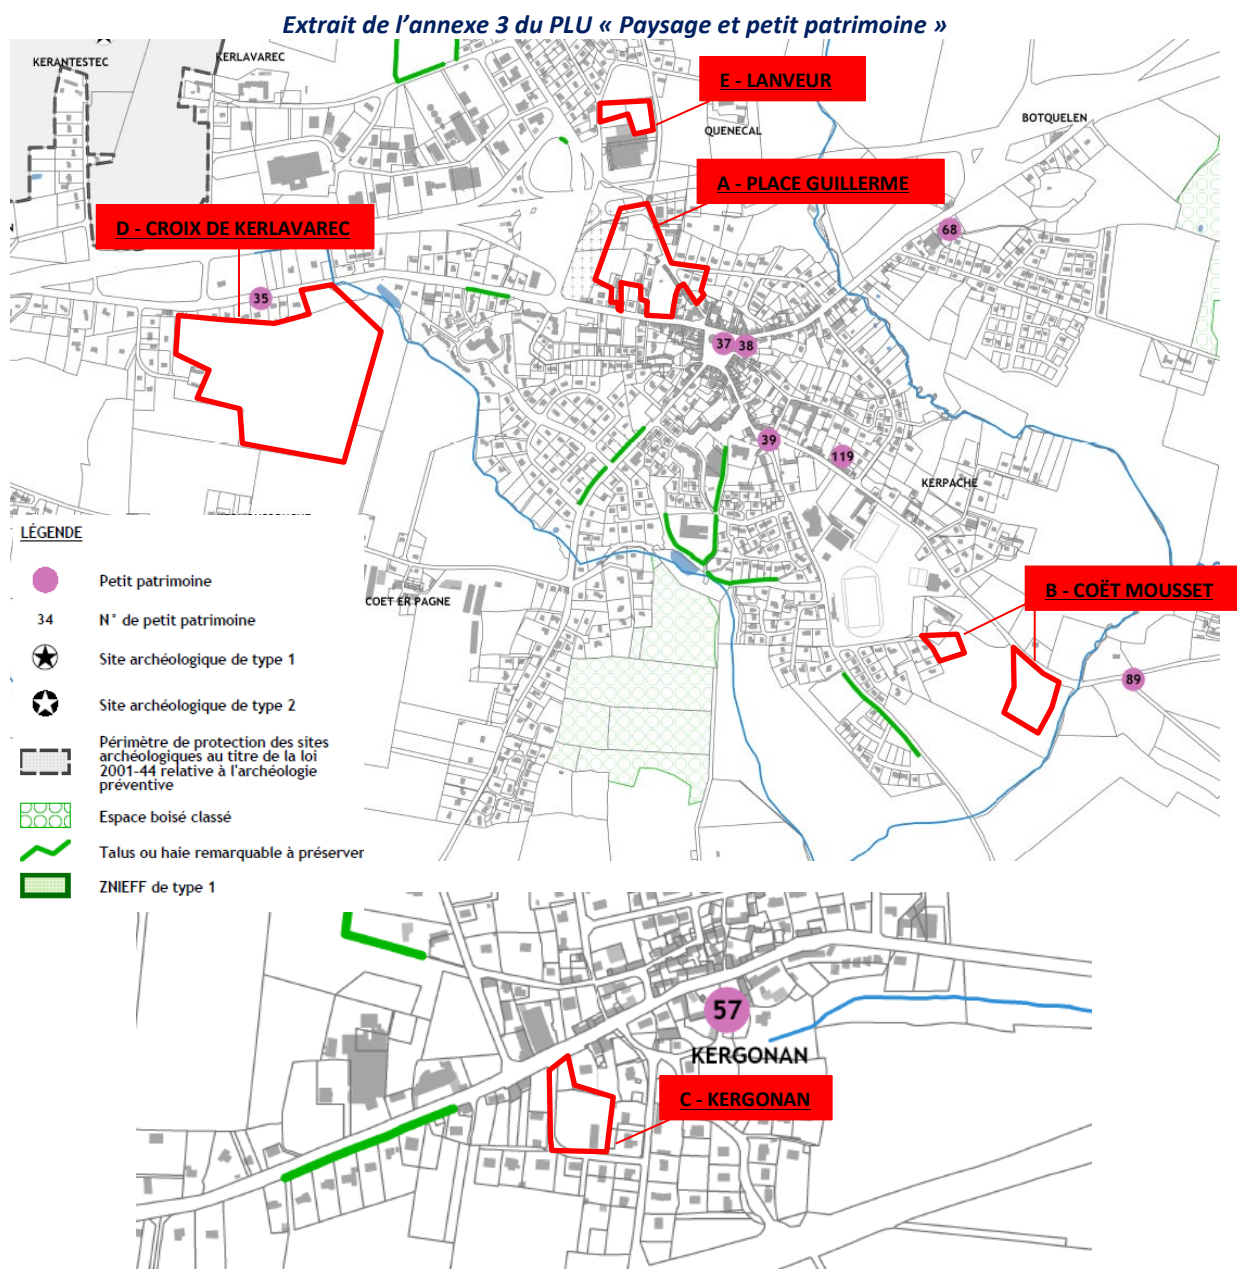 Extrait de l’annexe 3 du PLU « Paysage et petit patrimoine »
KERANTESTEC
KERLAVAREC
E - LANVEUR
QUENECAL
BOTQUELEN
A - PLACE GUILLERME
D - CROIX DE KERLAVAREC
68
35
37
38
39
119
KERPACHE
COET ER PAGNE
B - COËT MOUSSET
89
LÉGENDE
Petit patrimoine
34 N° de petit patrimoine
Site archéologique de type 1
Site archéologique de type 2
Périmètre de protection des sites
archéologiques au titre de la loi
2001-44 relative à l'archéologie
préventive
Espace boisé classé
Talus ou haie remarquable à préserver
ZNIEFF de type 1
57
KERGONAN
C - KERGONAN